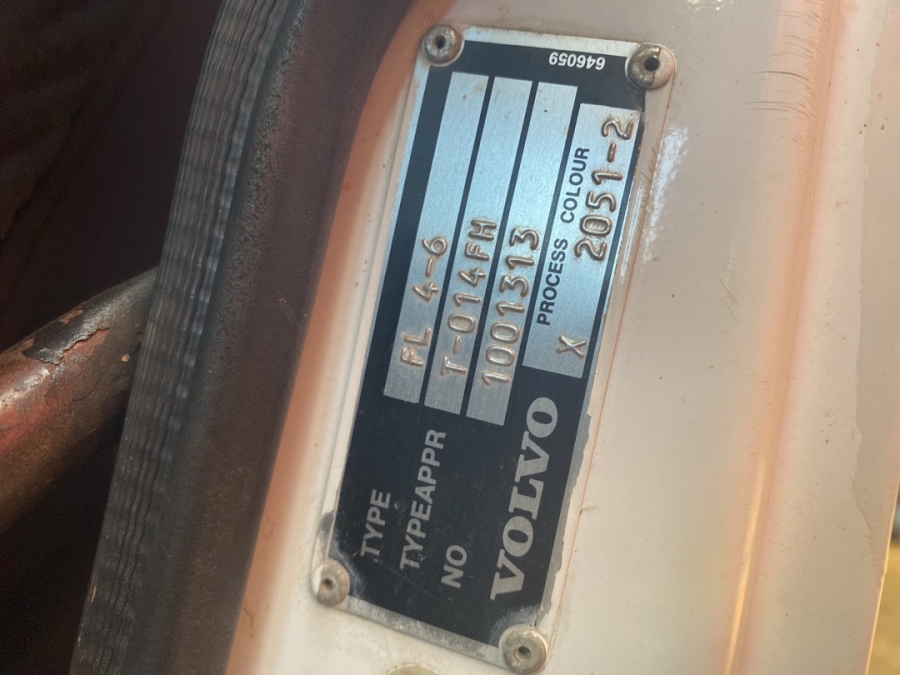 646059
TYPE FL 4-6
TYPEAPPR T-014FM
NO 1001313
PROCESS COLOUR
X 2051-2
VOLVO